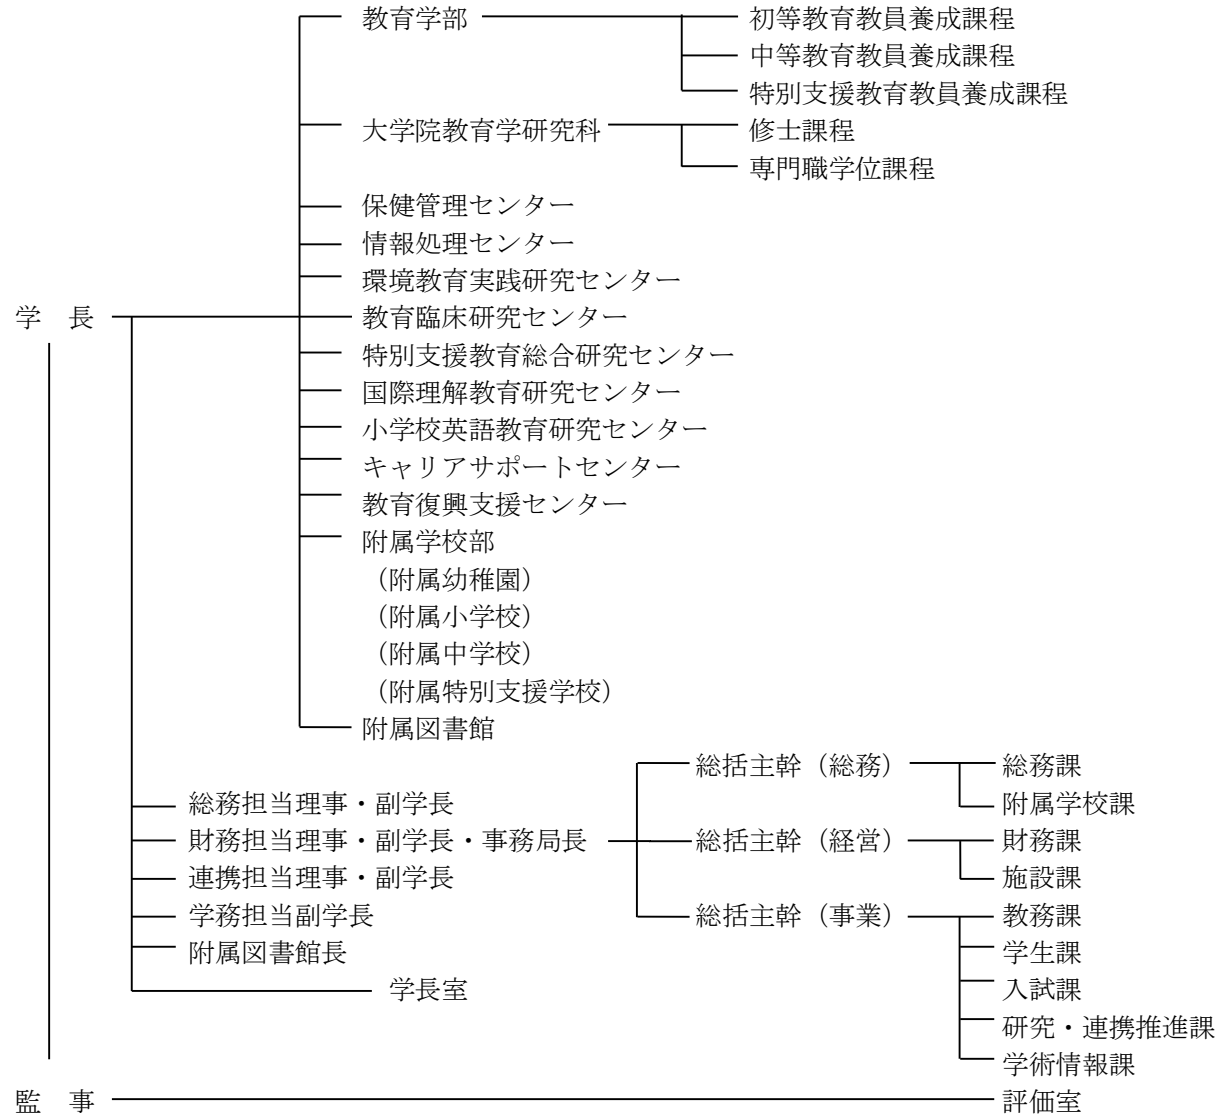 教育学部 初等教育教員養成課程
中等教育教員養成課程
特別支援教育教員養成課程
大学院教育学研究科 修士課程
専門職学位課程
保健管理センター
情報処理センター
環境教育実践研究センター
学　長 教育臨床研究センター
特別支援教育総合研究センター
国際理解教育研究センター
小学校英語教育研究センター
キャリアサポートセンター
教育復興支援センター
附属学校部
（附属幼稚園）
（附属小学校）
（附属中学校）
（附属特別支援学校）
附属図書館
総括主幹（総務） 総務課
総務担当理事・副学長 附属学校課
財務担当理事・副学長・事務局長 総括主幹（経営） 財務課
連携担当理事・副学長 施設課
学務担当副学長 総括主幹（事業） 教務課
附属図書館長 学生課
学長室 入試課
研究・連携推進課
学術情報課
監　事 評価室